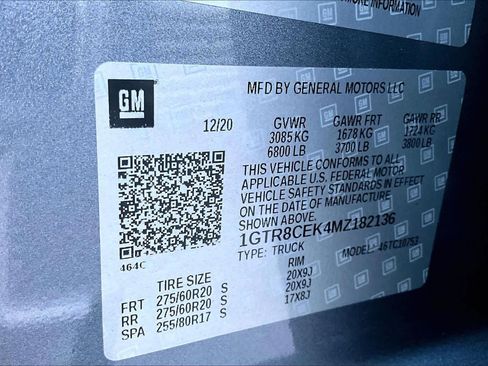 VEHICLE INFORMATION
GM
MFD BY GENERAL MOTORS LLC
12/20 GVWR GAWR FRT GAWR RR
3085 KG 1678 KG 1724 KG
6800 LB 3700 LB 3800 LB
THIS VEHICLE CONFORMS TO ALL
APPLICABLE U.S. FEDERAL MOTOR
VEHICLE SAFETY STANDARDS IN EFFECT
ON THE DATE OF MANUFACTURE
SHOWN ABOVE.
1GTR8CEK4MZ182136
464C
TYPE: TRUCK MODEL:
TIRE SIZE RIM
FRT 275/60R20 S 20X9J
RR 275/60R20 S 20X9J
SPA 255/80R17 S 17X8J